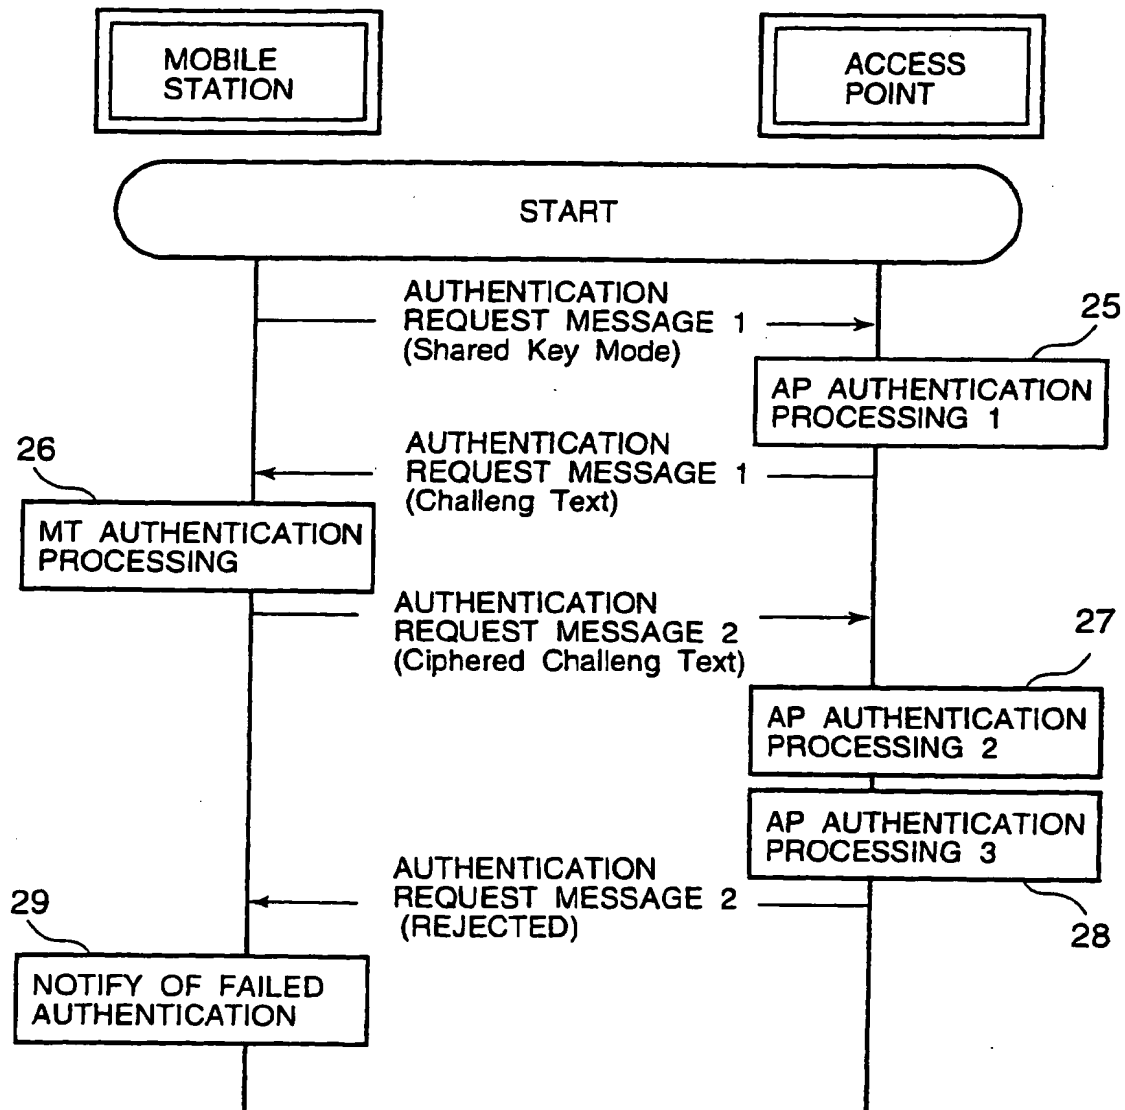 MOBILE
STATION
ACCESS
POINT
START
AUTHENTICATION
REQUEST MESSAGE 1
(Shared Key Mode)
25
AP AUTHENTICATION
PROCESSING 1
AUTHENTICATION
REQUEST MESSAGE 1
(Challeng Text)
26
MT AUTHENTICATION
PROCESSING
AUTHENTICATION
REQUEST MESSAGE 2
(Ciphered Challeng Text)
27
AP AUTHENTICATION
PROCESSING 2
AP AUTHENTICATION
PROCESSING 3
28
AUTHENTICATION
REQUEST MESSAGE 2
(REJECTED)
29
NOTIFY OF FAILED
AUTHENTICATION